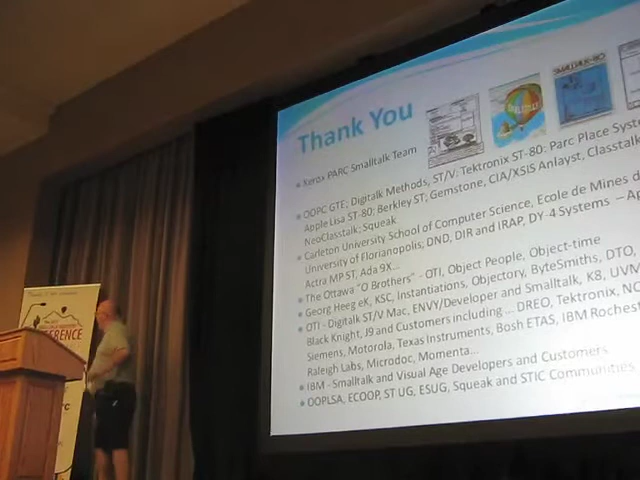 Thank You
SMALLTALK-80
Xerox PARC Smalltalk Team
OOPC GTE; Digitalk Methods, ST/V; Tektronix ST-80; Parc Place
Apple Lisa ST-80; Berkley ST; Gemstone, CIA/XSIS Anlayst, Classtalk
NeoClasstalk; Squeak
Carleton University School of Computer Science, Ecole de Mines
University of Florianopolis; DND, DIR and IRAP, DY-4 Systems –
Actra MP ST; Ada 9X...
The Ottawa "O Brothers" - OTI, Object People, Object-time
Georg Heeg eK, KSC, Instantiations, Objectory, ByteSmiths, DTO,
OTI - Digitalk ST/V Mac, ENVY/Developer and Smalltalk, K8, UVM
Black Knight, J9 and Customers including ... DREO, Tektronix,
Siemens, Motorola, Texas Instruments, Bosh ETAS, IBM
Raleigh Labs, Microdoc, Momenta...
IBM - Smalltalk and Visual Age Developers and Customers
OOPLSA, ECOOP, ST UG, ESUG, Squeak and STIC Communities